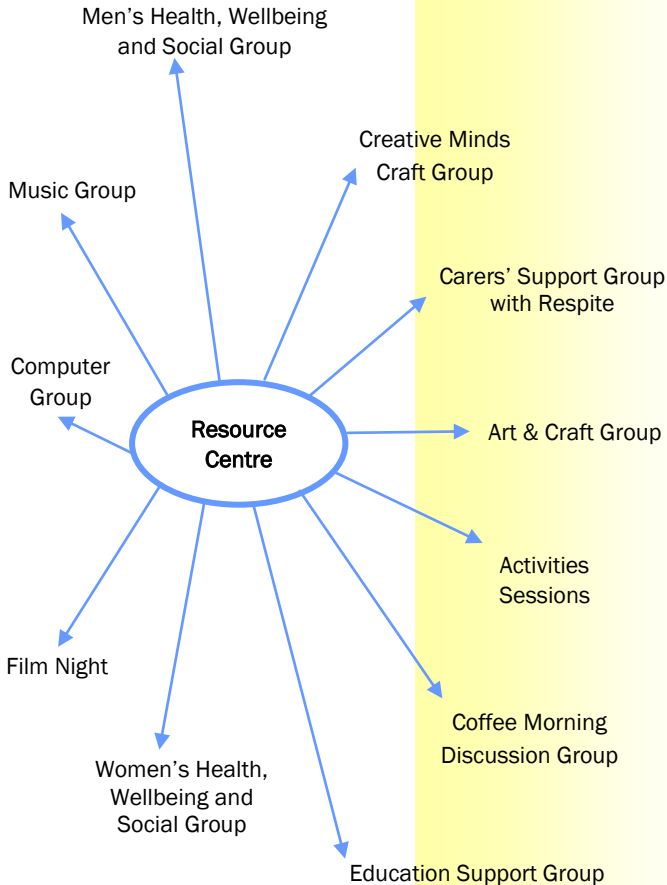 Men’s Health, Wellbeing
and Social Group
Creative Minds
Craft Group
Music Group
Carers’ Support Group
with Respite
Computer
Group
Resource
Centre
Art & Craft Group
Activities
Sessions
Film Night
Coffee Morning
Discussion Group
Women’s Health,
Wellbeing and
Social Group
Education Support Group